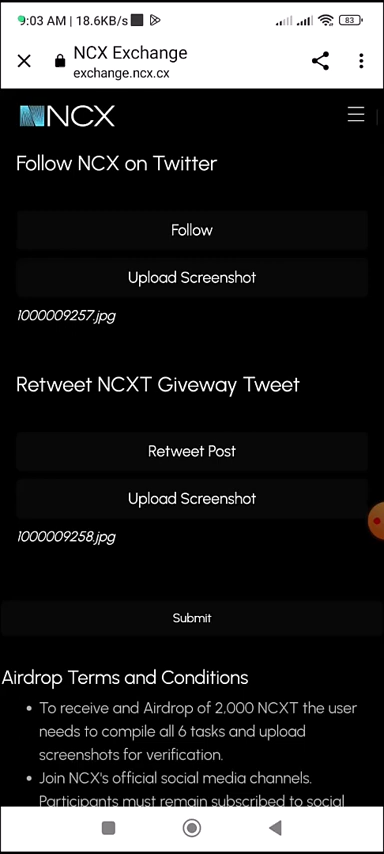 9:03 AM | 18.6KB/s
83
NCX Exchange
exchange.ncx.cx
NCX
Follow NCX on Twitter
Follow
Upload Screenshot
1000009257.jpg
Retweet NCXT Giveway Tweet
Retweet Post
Upload Screenshot
1000009258.jpg
Submit
Airdrop Terms and Conditions
• To receive and Airdrop of 2,000 NCXT the user
needs to compile all 6 tasks and upload
screenshots for verification.
• Join NCX's official social media channels.
Participants must remain subscribed to social